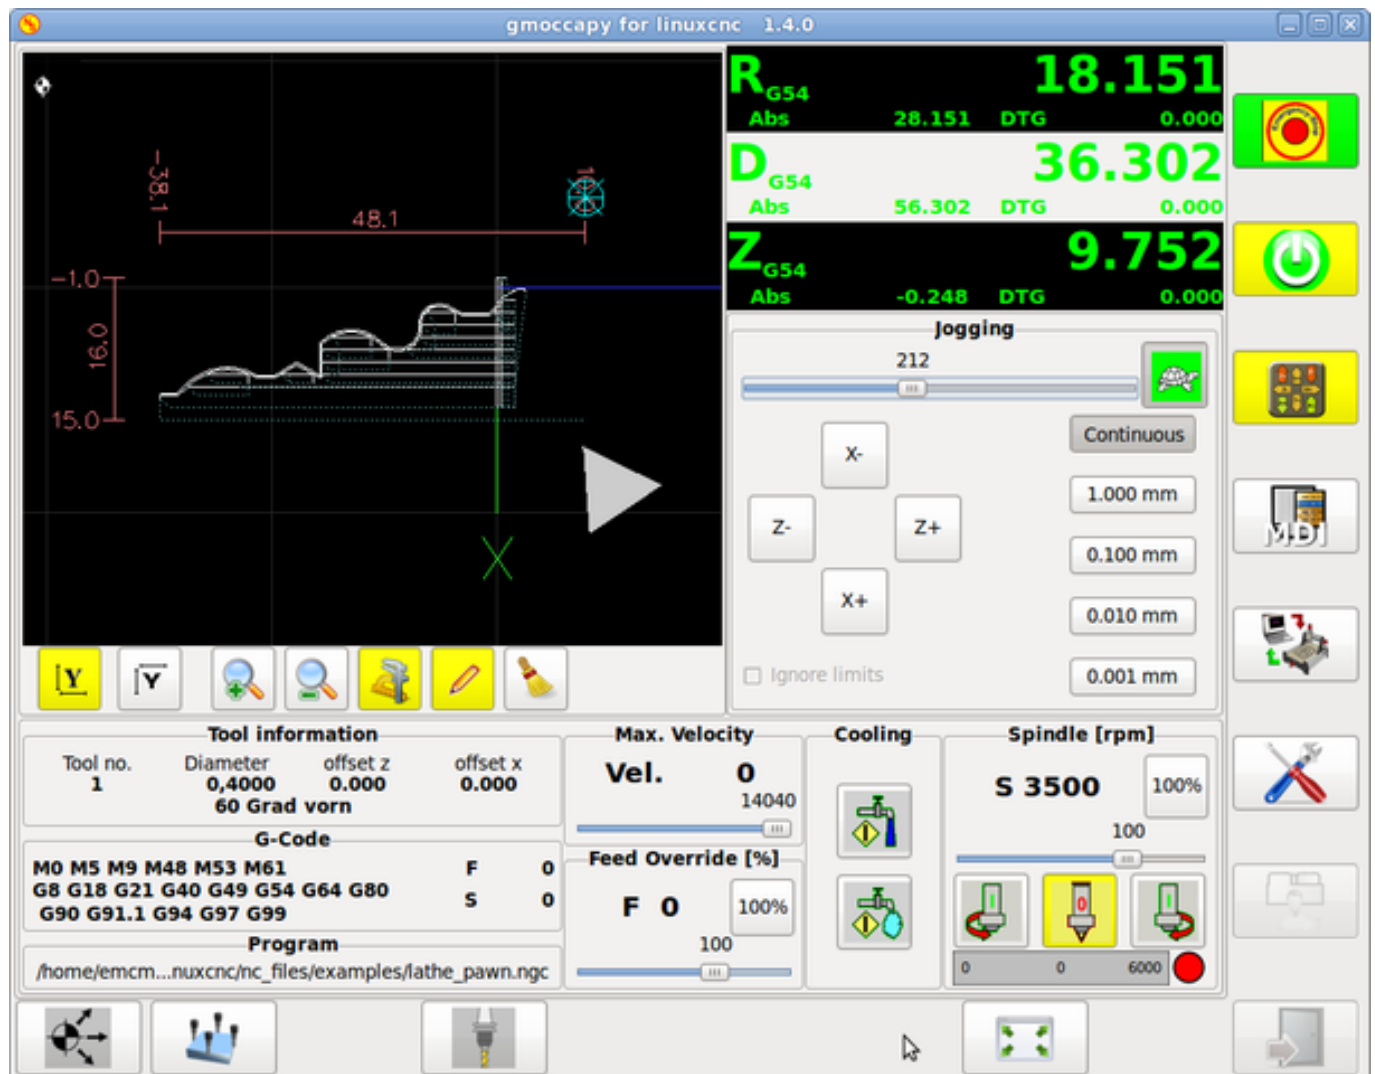 gmoccapy for linuxcnc 1.4.0
R G54 18.151
Abs 28.151 DTG 0.000
D G54 36.302
Abs 56.302 DTG 0.000
Z G54 9.752
Abs -0.248 DTG 0.000
-38.1
48.1
-1.0
16.0
15.0
X
Jogging
212
Continuous
X-
1.000 mm
Z- Z+
0.100 mm
X+
0.010 mm
Ignore limits
0.001 mm
MDI
Y Y
Tool information
Tool no. Diameter offset z offset x
1 0,4000 0.000 0.000
60 Grad vorn
G-Code
M0 M5 M9 M48 M53 M61 F 0
G8 G18 G21 G40 G49 G54 G64 G80 S 0
G90 G91.1 G94 G97 G99
Program
/home/emcm...nuxcnc/nc_files/examples/lathe_pawn.ngc
Max. Velocity
Vel. 0
14040
Feed Override [%]
F 0 100%
100
Cooling
Spindle [rpm]
S 3500 100%
100
I 0 I
0 0 6000